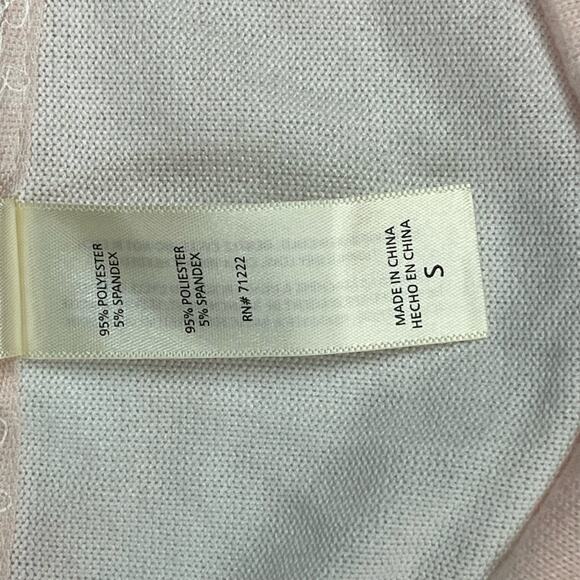 95% POLYESTER
5% SPANDEX
95% POLIESTER
5% SPANDEX
RN# 71222
MADE IN CHINA
HECHO EN CHINA
S